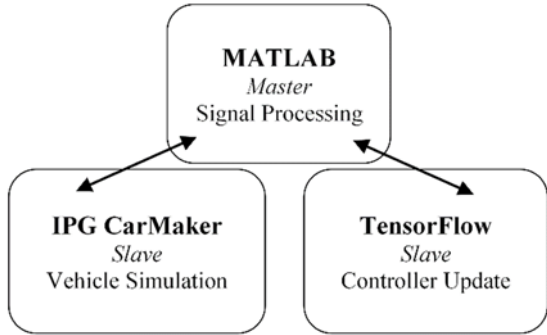 MATLAB
Master
Signal Processing
IPG CarMaker
Slave
Vehicle Simulation
TensorFlow
Slave
Controller Update